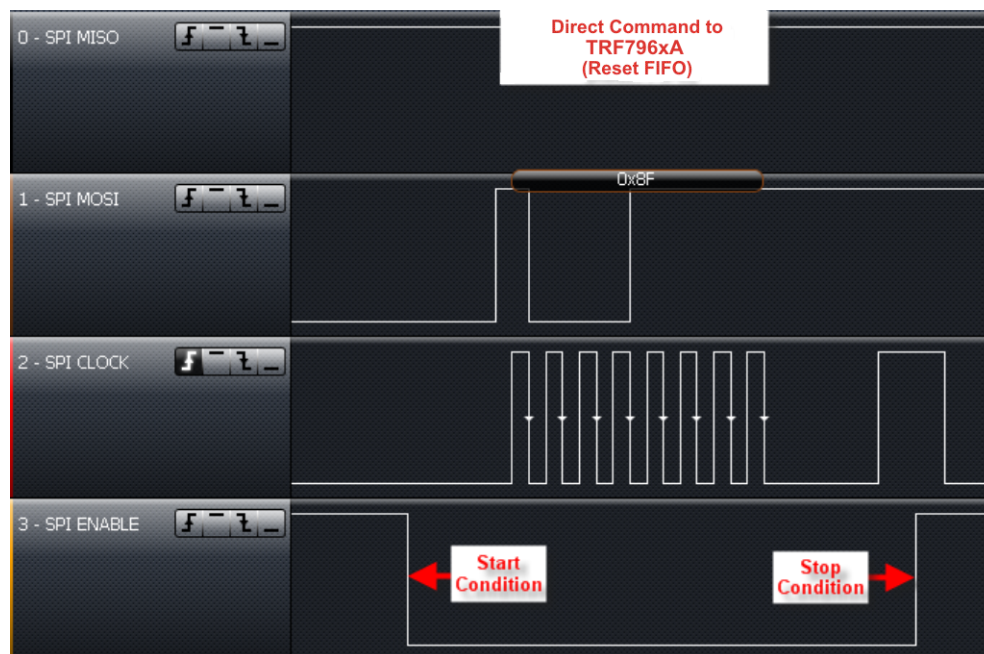 0 - SPI MISO
Direct Command to
TRF796xA
(Reset FIFO)
1 - SPI MOSI
0x8F
2 - SPI CLOCK
3 - SPI ENABLE
Start
Condition
Stop
Condition